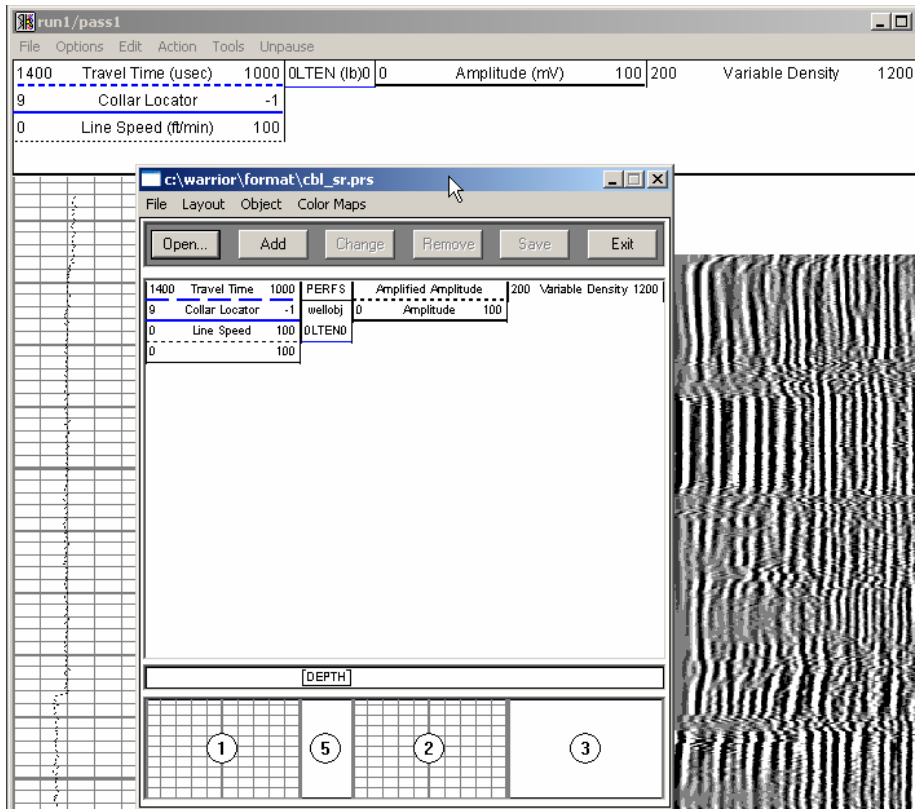 run1/pass1
File Options Edit Action Tools Unpause
1400 Travel Time (usec) 1000 0LTEN (lb)0 0 Amplitude (mV) 100 200 Variable Density 1200
9 Collar Locator -1
0 Line Speed (ft/min) 100
c:\warrior\format\cbl_sr.prs
File Layout Object Color Maps
Open... Add Change Remove Save Exit
1400 Travel Time 1000 PERFS Amplified Amplitude 200 Variable Density 1200
9 Collar Locator -1 wellobj 0 Amplitude 100
0 Line Speed 100 0LTEN0
0 100
[DEPTH]
1 5 2 3